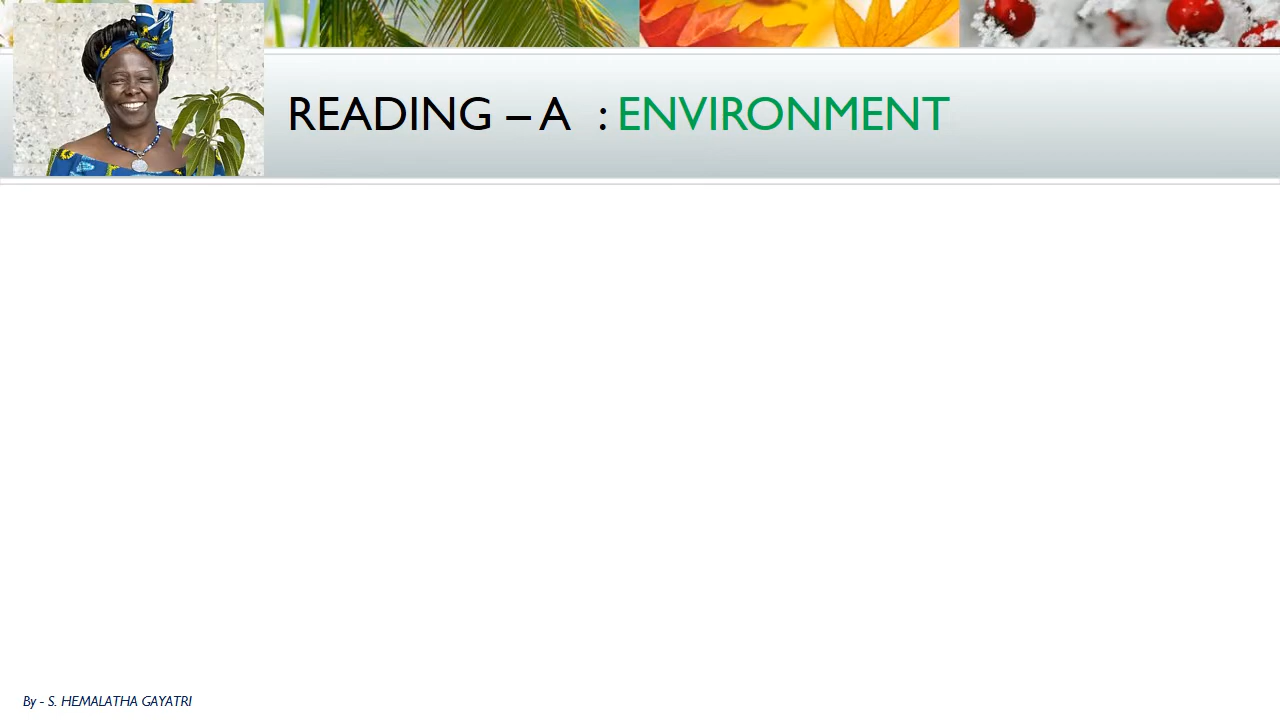 READING – A : ENVIRONMENT
By - S. HEMALATHA GAYATRI